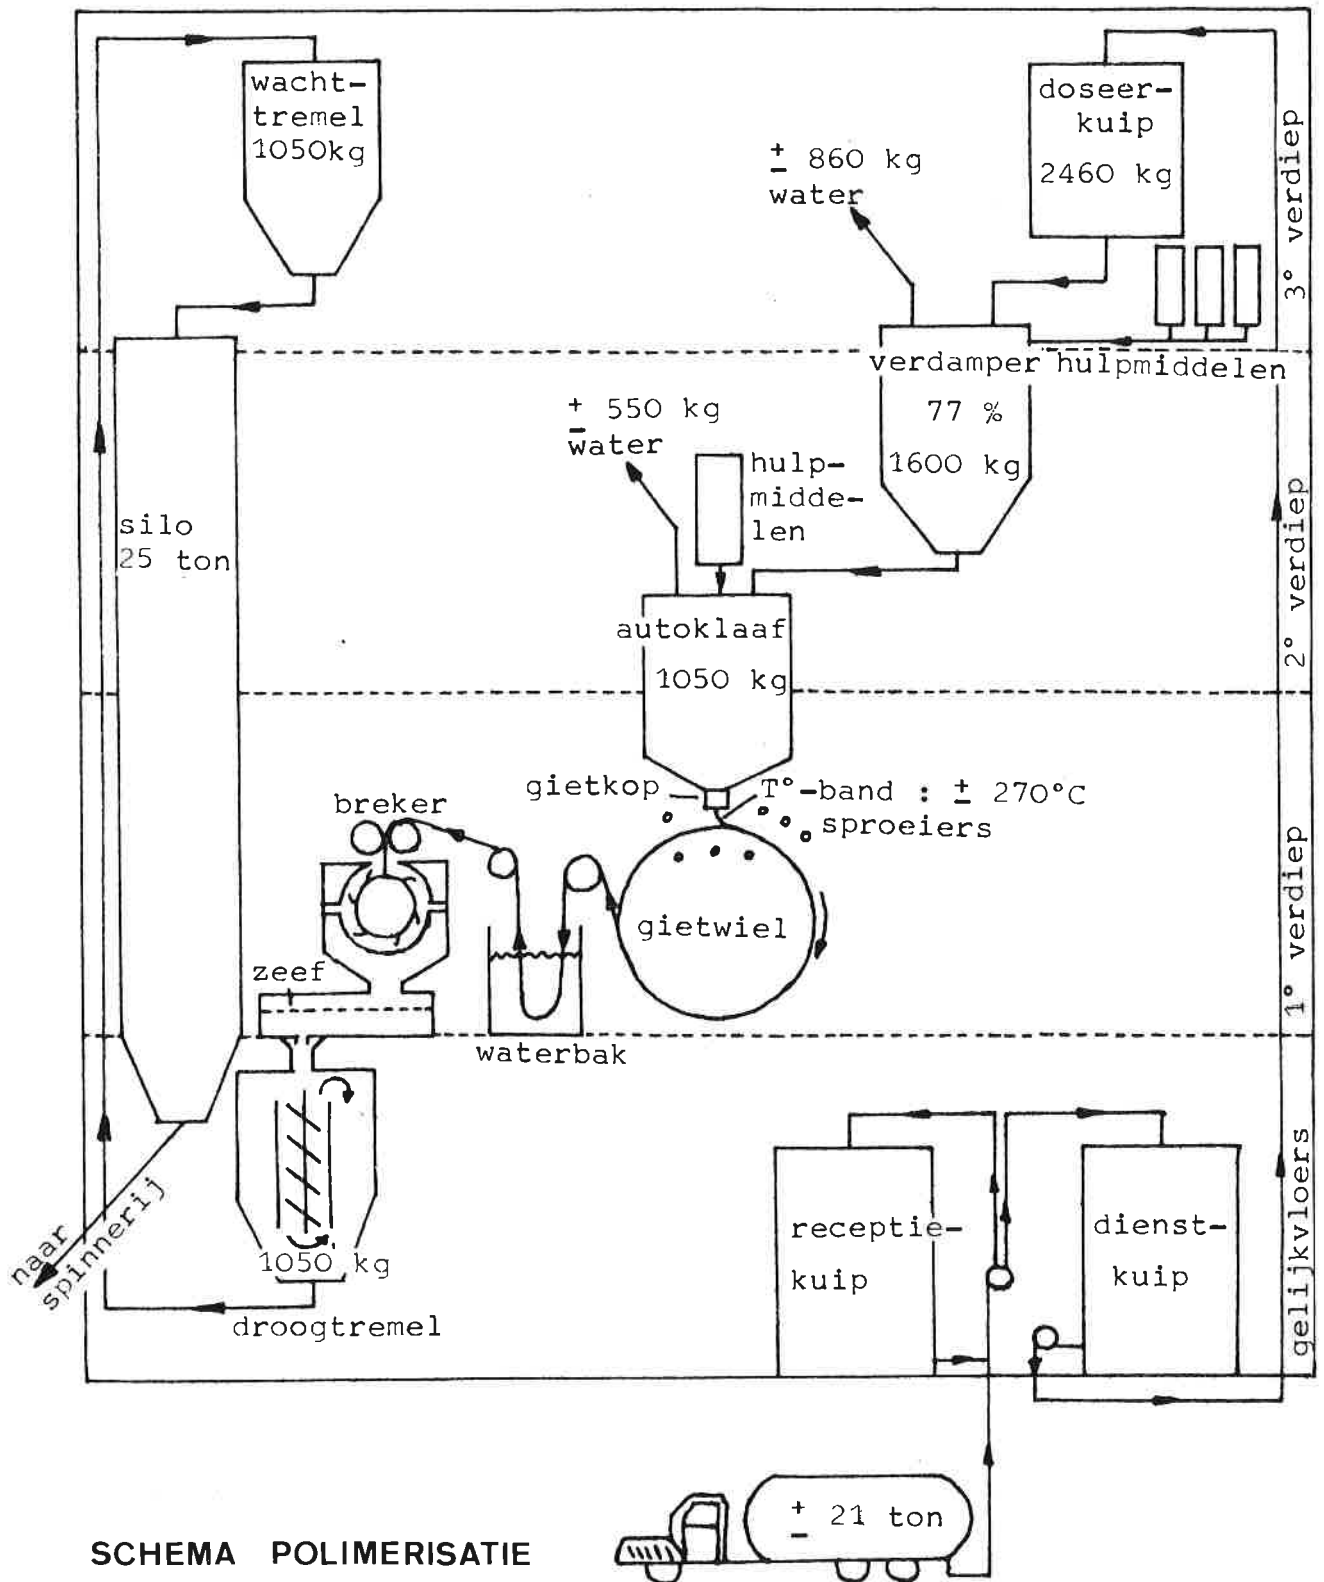 wacht-
tremel
1050kg
doseer-
kuip
2460 kg
± 860 kg
water
3° verdiep
verdamper
77 %
1600 kg
hulpmiddelen
± 550 kg
water
hulp-
midde-
len
silo
25 ton
2° verdiep
autoklaaf
1050 kg
gietkop
T°-band : ± 270°C
sproeiers
breker
gietwiel
1° verdiep
zeef
waterbak
naar
spinnerij
1050 kg
droogtremel
receptie-
kuip
dienst-
kuip
gelijkvloers
± 21 ton
SCHEMA POLIMERISATIE